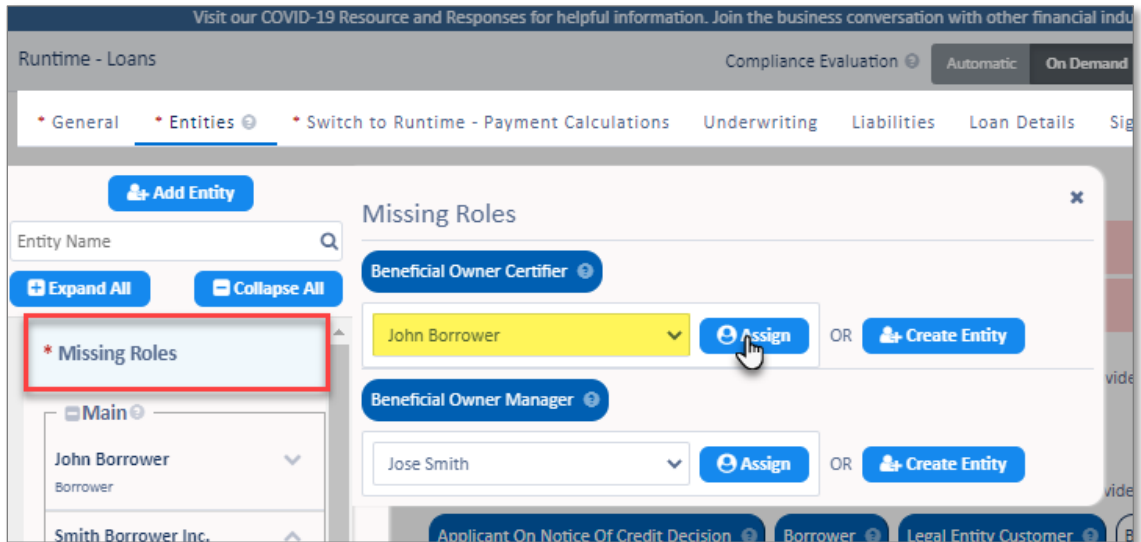 Visit our COVID-19 Resource and Responses for helpful information. Join the business conversation with other financial
Runtime - Loans
Compliance Evaluation
Automatic
On Demand
* General
* Entities
* Switch to Runtime - Payment Calculations
Underwriting
Liabilities
Loan Details
Add Entity
Entity Name
Expand All
Collapse All
* Missing Roles
Main
John Borrower
Borrower
Smith Borrower Inc.
Missing Roles
Beneficial Owner Certifier
John Borrower
Assign
OR
Create Entity
Beneficial Owner Manager
Jose Smith
Assign
OR
Create Entity
Applicant On Notice Of Credit Decision
Borrower
Legal Entity Customer